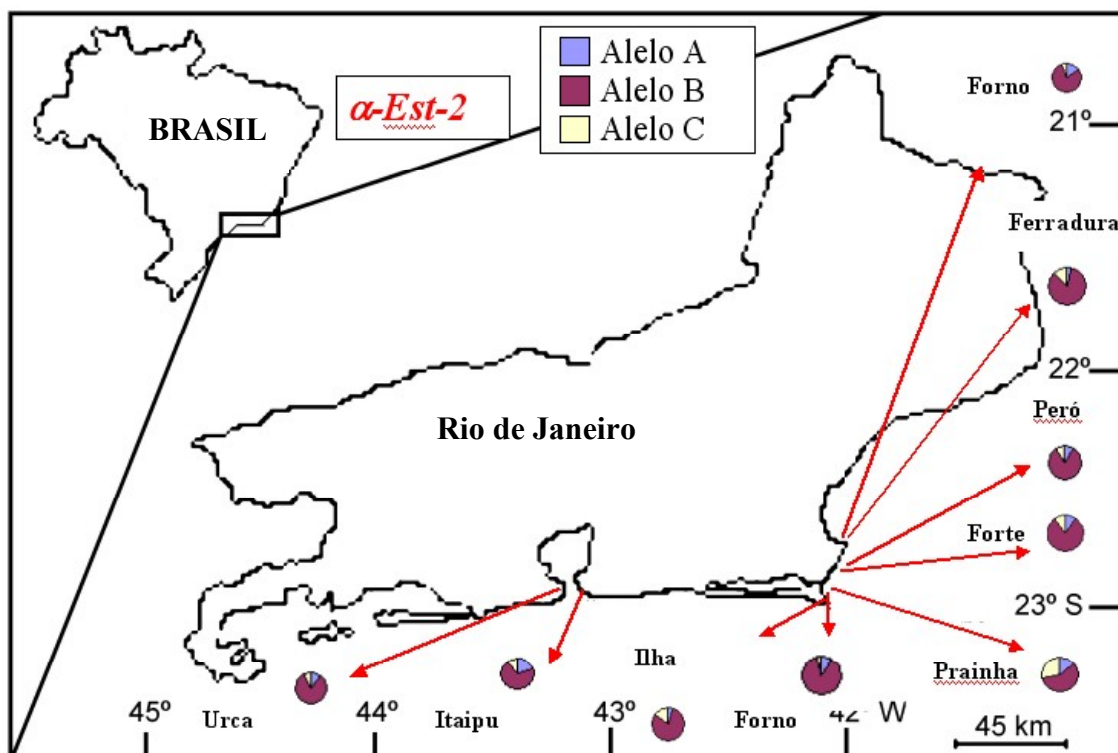 BRASIL
α-Est-2
Alelo A
Alelo B
Alelo C
Forno
21º
Ferradura
22º
Peró
Rio de Janeiro
Forte
23º S
Ilha
Prainha
Urca
Itaipu
Forno
45º
44º
43º
42º W
45 km